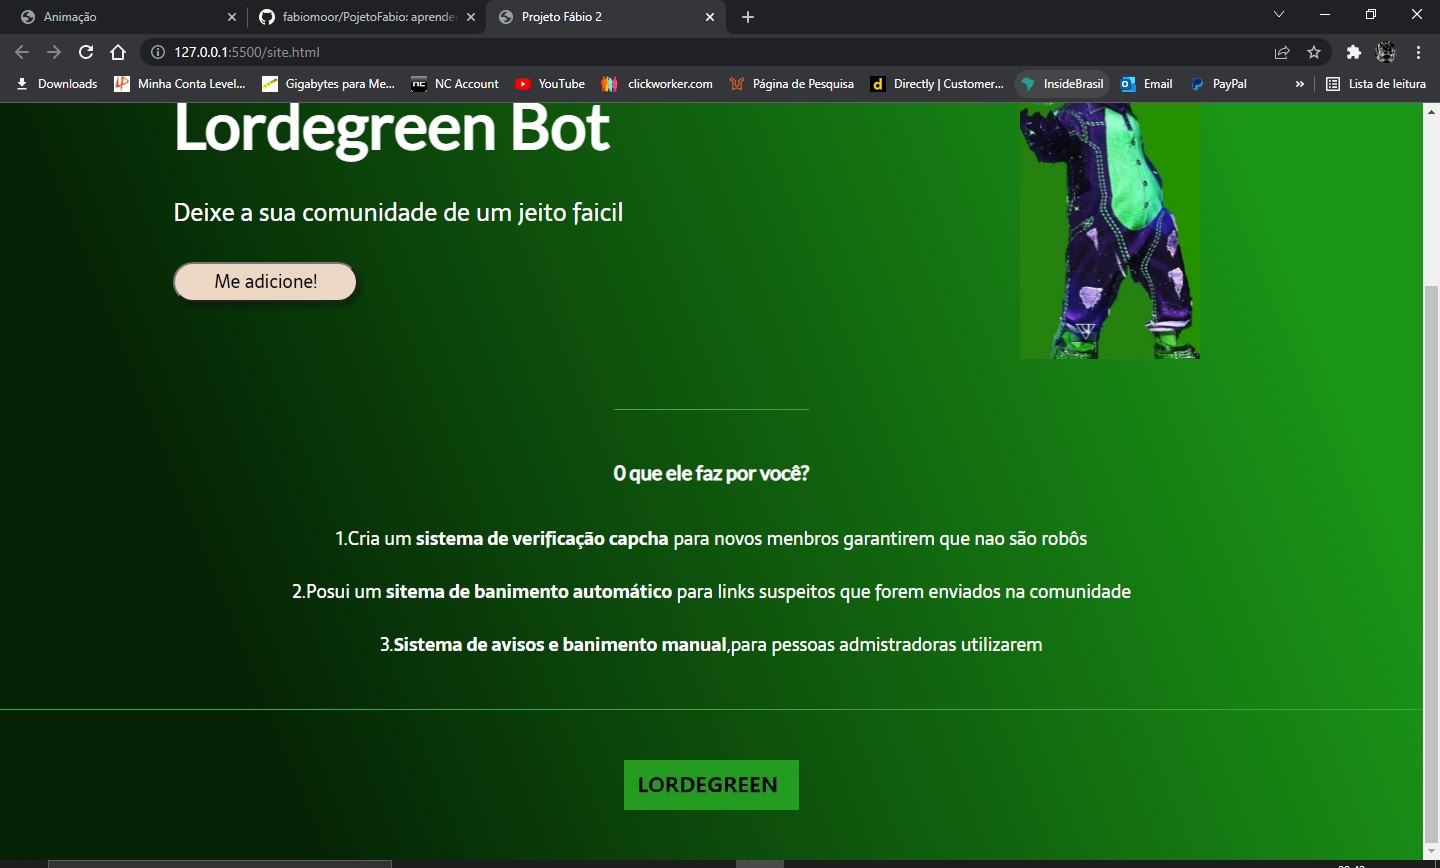 Animação
fabiomoor/PojetoFabio: aprender
Projeto Fábio 2
127.0.0.1:5500/site.html
Downloads
Minha Conta Level...
Gigabytes para Me...
NC Account
YouTube
clickworker.com
Página de Pesquisa
Directly | Customer...
InsideBrasil
Email
PayPal
»
Lista de leitura
Lordegreen Bot
Deixe a sua comunidade de um jeito faicil
Me adicione!
O que ele faz por você?
1.Cria um sistema de verificação capcha para novos menbros garantirem que nao são robôs
2.Posui um sitema de banimento automático para links suspeitos que forem enviados na comunidade
3.Sistema de avisos e banimento manual,para pessoas admistradoras utilizarem
LORDEGREEN